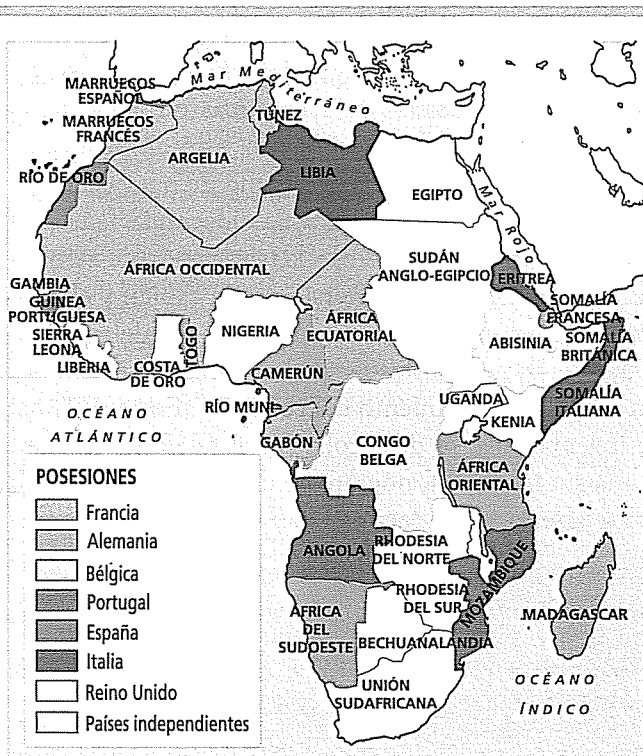 Mar Mediterráneo
MARRUECOS
ESPAÑOL
MARRUECOS
FRANCÉS
TÚNEZ
ARGELIA
LIBIA
RÍO DE ORO
EGIPTO
Mar Rojo
ÁFRICA OCCIDENTAL
SUDÁN
ANGLO-EGIPCIO
ERITREA
GAMBIA
GUINEA
PORTUGUESA
SIERRA
LEONA
LIBERIA
COSTA
DE ORO
TOGO
NIGERIA
ÁFRICA
ECUATORIAL
CAMERÚN
SOMALÍA
FRANCESA
ABISINIA
SOMALÍA
BRITÁNICA
SOMALÍA
ITALIANA
OCÉANO
ATLÁNTICO
RÍO MUNI
GABÓN
CONGO
BELGA
UGANDA
KENIA
ÁFRICA
ORIENTAL
ANGOLA
RHODESIA
DEL NORTE
RHODESIA
DEL SUR
MOZAMBIQUE
MADAGASCAR
ÁFRICA
DEL
SUDOESTE
BECHUANALANDIA
UNIÓN
SUDAFRICANA
OCÉANO
ÍNDICO
POSESIONES
Francia
Alemania
Bélgica
Portugal
España
Italia
Reino Unido
Países independientes